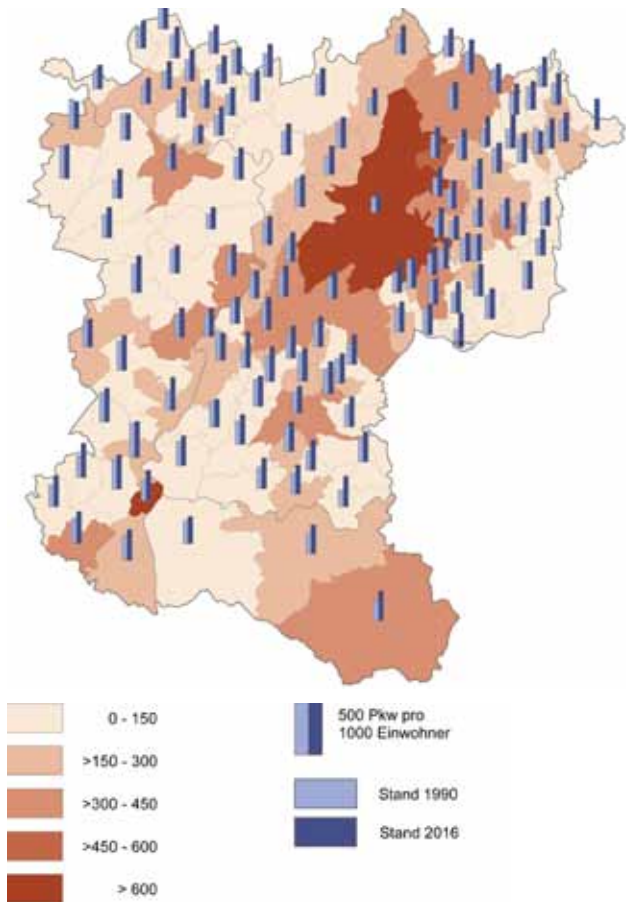 0 - 150
>150 - 300
>300 - 450
>450 - 600
> 600
500 Pkw pro
1000 Einwohner
Stand 1990
Stand 2016